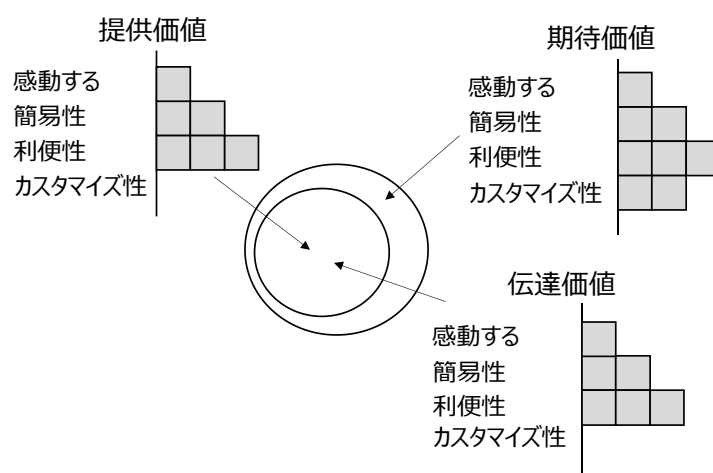 提供価値
感動する
簡易性
利便性
カスタマイズ性
期待価値
感動する
簡易性
利便性
カスタマイズ性
伝達価値
感動する
簡易性
利便性
カスタマイズ性